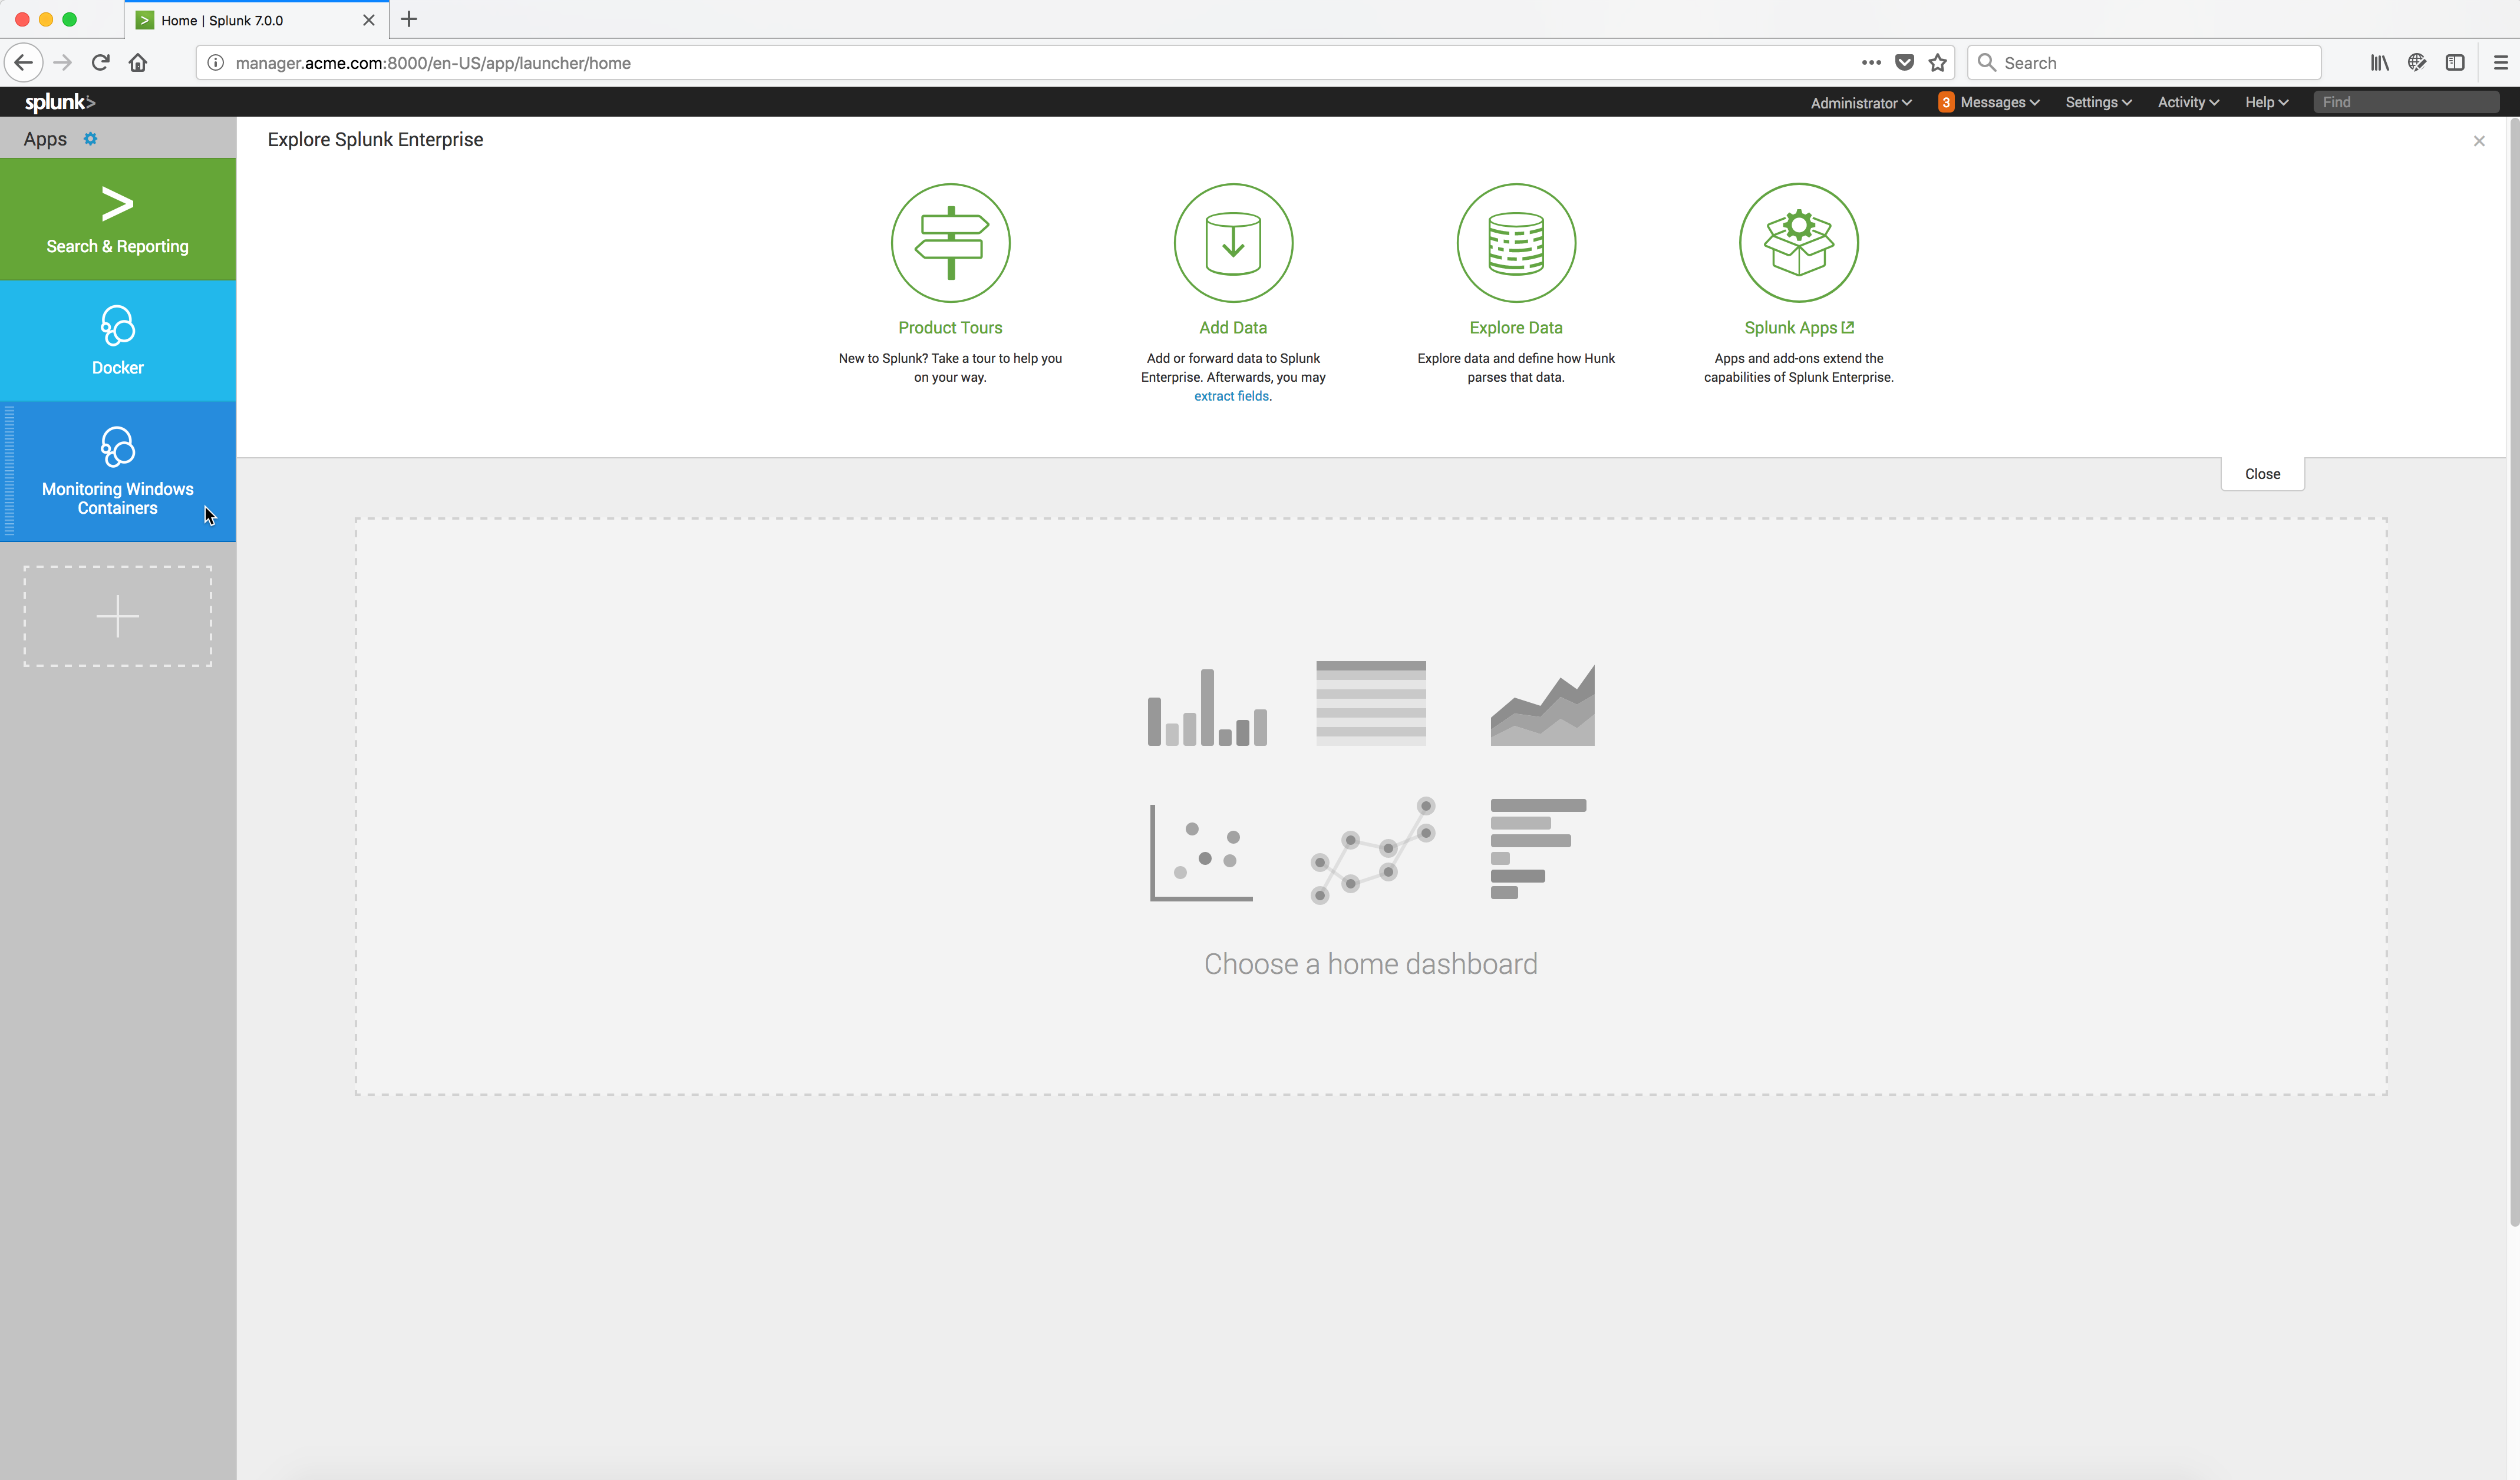 Home | Splunk 7.0.0
manager.acme.com:8000/en-US/app/launcher/home
Search
splunk>
Administrator
3 Messages
Settings
Activity
Help
Find
Apps
Explore Splunk Enterprise
Search & Reporting
Docker
Monitoring Windows
Containers
Product Tours
New to Splunk? Take a tour to help you
on your way.
Add Data
Add or forward data to Splunk
Enterprise. Afterwards, you may
extract fields.
Explore Data
Explore data and define how Hunk
parses that data.
Splunk Apps
Apps and add-ons extend the
capabilities of Splunk Enterprise.
Close
Choose a home dashboard